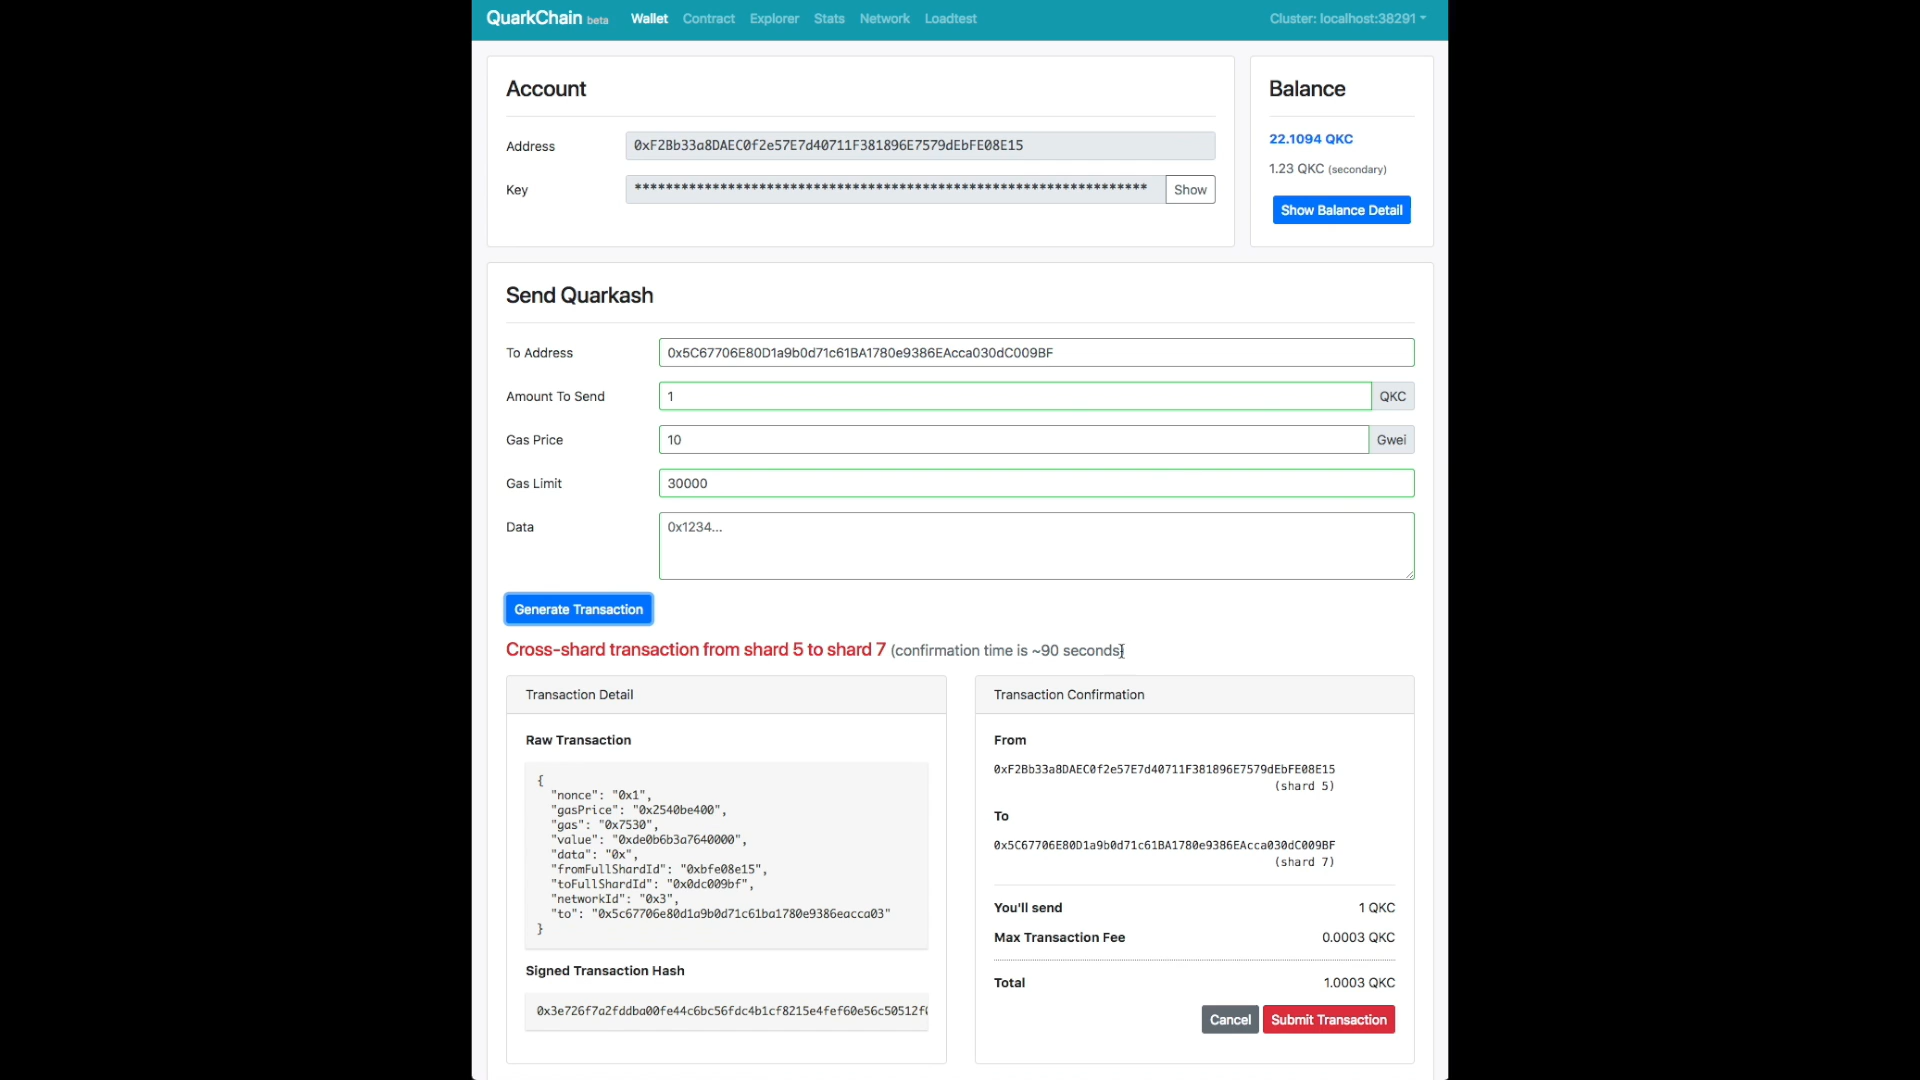 QuarkChain beta Wallet Contract Explorer Stats Network Loadtest Cluster: localhost:38291
Account
Address 0xF2Bb33a8DAEC0f2e57E7d40711F381896E7579dEbFE08E15
Key ****************************************************************** Show
Balance
22.1094 QKC
1.23 QKC (secondary)
Show Balance Detail
Send Quarkash
To Address 0x5C67706E80D1a9b0d71c61BA1780e9386EAcca030dC009BF
Amount To Send 1 QKC
Gas Price 10 Gwei
Gas Limit 30000
Data 0x1234...
Generate Transaction
Cross-shard transaction from shard 5 to shard 7 (confirmation time is ~90 seconds)
Transaction Detail
Raw Transaction
{
"nonce": "0x1",
"gasPrice": "0x2540be400",
"gas": "0x7530",
"value": "0xde0b6b3a7640000",
"data": "0x",
"fromFullShardId": "0xbfe08e15",
"toFullShardId": "0x0dc009bf",
"networkId": "0x3",
"to": "0x5c67706e80d1a9b0d71c61ba1780e9386eacca03"
}
Signed Transaction Hash
0x3e726f7a2fddba00fe44c6bc56fdc4b1cf8215e4fef60e56c50512f
Transaction Confirmation
From
0xF2Bb33a8DAEC0f2e57E7d40711F381896E7579dEbFE08E15
(shard 5)
To
0x5C67706E80D1a9b0d71c61BA1780e9386EAcca030dC009BF
(shard 7)
You'll send 1 QKC
Max Transaction Fee 0.0003 QKC
Total 1.0003 QKC
Cancel Submit Transaction